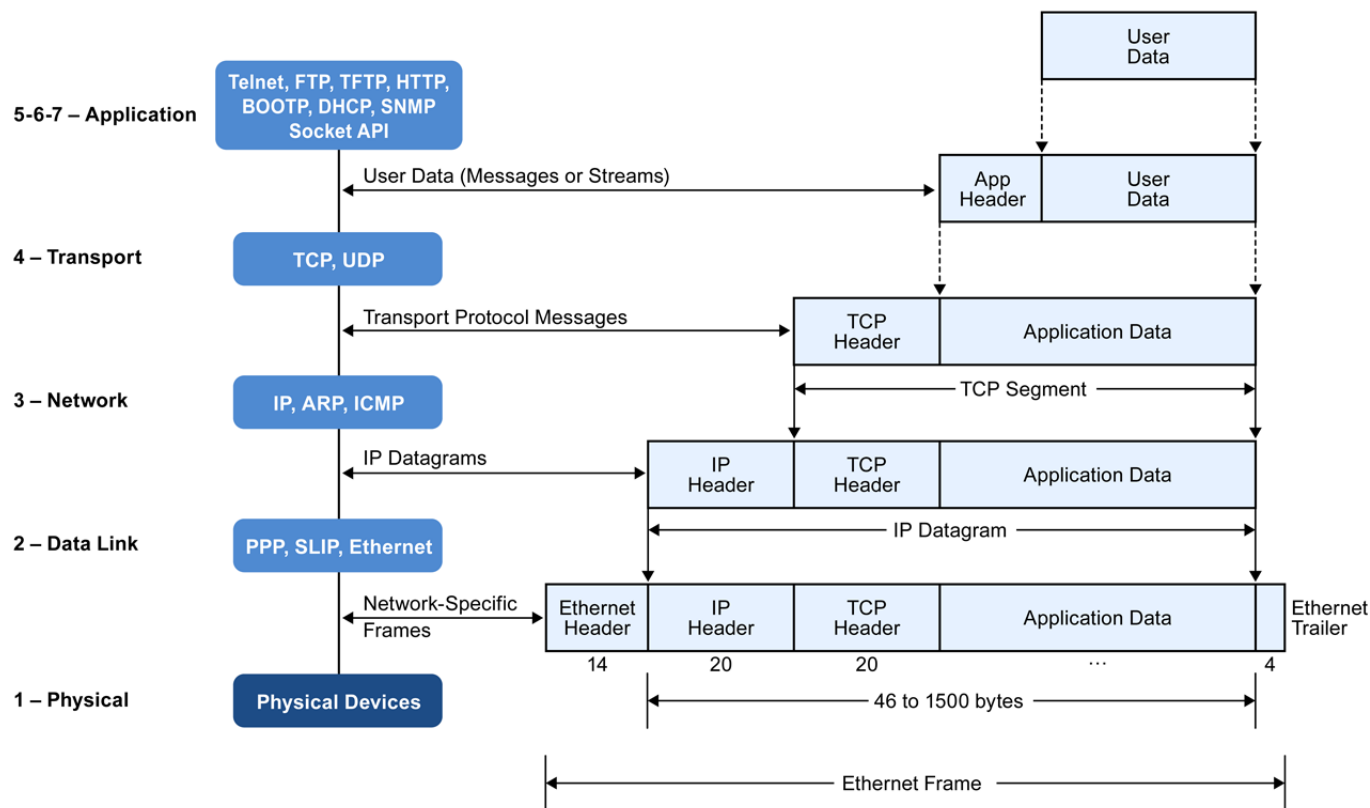 User
Data
Telnet, FTP, TFTP, HTTP,
BOOTP, DHCP, SNMP
Socket API
5-6-7 – Application
User Data (Messages or Streams)
App
Header
User
Data
4 – Transport
TCP, UDP
Transport Protocol Messages
TCP
Header
Application Data
TCP Segment
3 – Network
IP, ARP, ICMP
IP Datagrams
IP
Header
TCP
Header
Application Data
IP Datagram
2 – Data Link
PPP, SLIP, Ethernet
Network-Specific
Frames
Ethernet
Header
IP
Header
TCP
Header
Application Data
Ethernet
Trailer
14
20
20
...
4
1 – Physical
Physical Devices
46 to 1500 bytes
Ethernet Frame